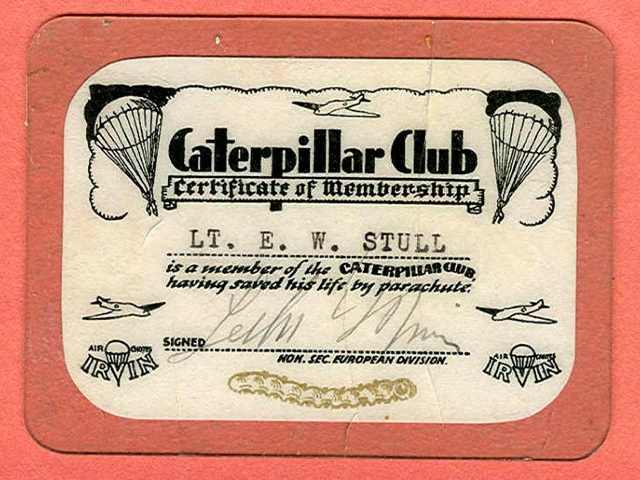 Caterpillar Club
Certificate of Membership
LT. E. W. STULL
is a member of the CATERPILLAR CLUB
having saved his life by parachute.
SIGNED
HON. SEC. EUROPEAN DIVISION.
AIR CHUTES
IRVIN
AIR CHUTES
IRVIN